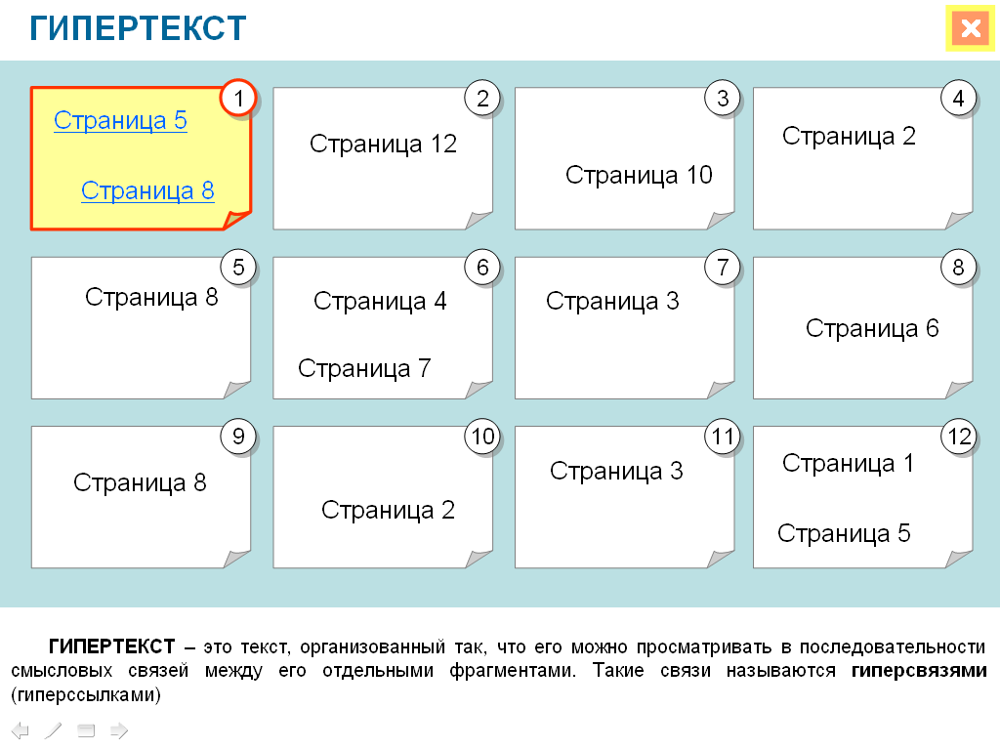 ГИПЕРТЕКСТ
1
Страница 5
Страница 8
2
Страница 12
3
Страница 10
4
Страница 2
5
Страница 8
6
Страница 4
Страница 7
7
Страница 3
8
Страница 6
9
Страница 8
10
Страница 2
11
Страница 3
12
Страница 1
Страница 5
ГИПЕРТЕКСТ – это текст, организованный так, что его можно просматривать в последовательности
смысловых связей между его отдельными фрагментами. Такие связи называются гиперсвязями
(гиперссылками)